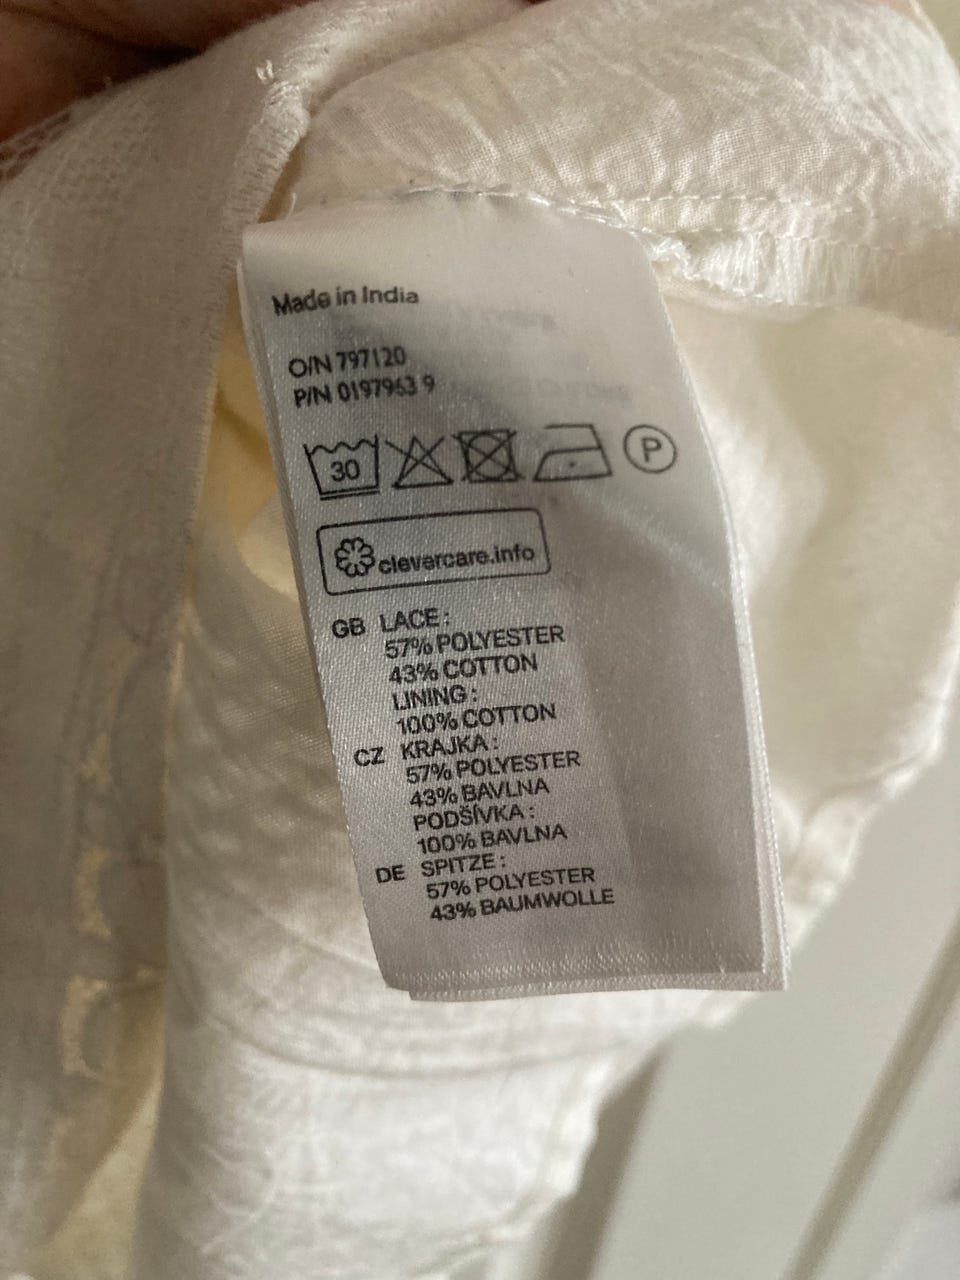 Made in India
O/N 797120
P/N 0197963 9
30
P
clevercare.info
GB LACE :
57% POLYESTER
43% COTTON
LINING :
100% COTTON
CZ KRAJKA :
57% POLYESTER
43% BAVLNA
PODŠÍVKA :
100% BAVLNA
DE SPITZE :
57% POLYESTER
43% BAUMWOLLE